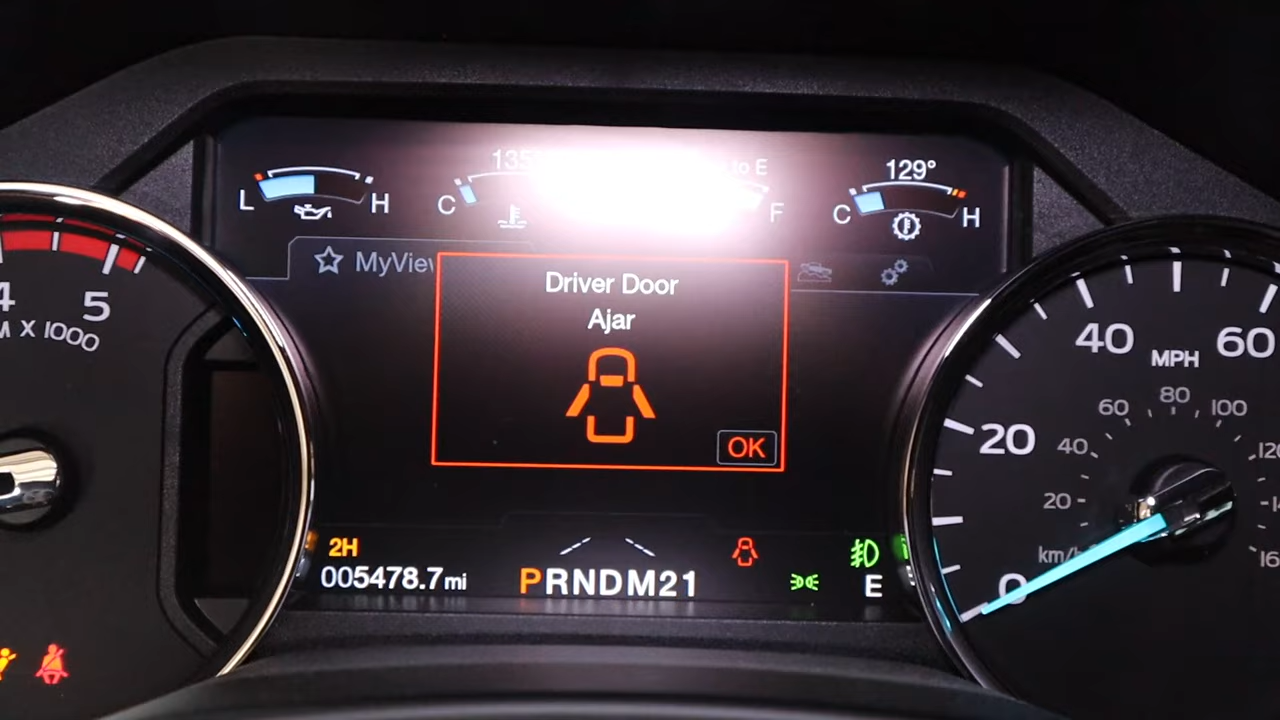 135
to E
129°
L
H
C
F
C
H
MyVie
Driver Door
Ajar
OK
4
5
X 1000
40
MPH
60
20
0
60
80
100
40
20
km/h
2H
005478.7 mi
PRNDM21
E